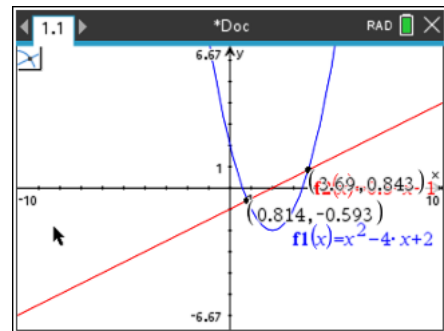 1.1 *Doc RAD
6.67 y
1
(3.69, 0.843) x
-10 10
(0.814, -0.593)
f1(x)=x²-4·x+2
-6.67